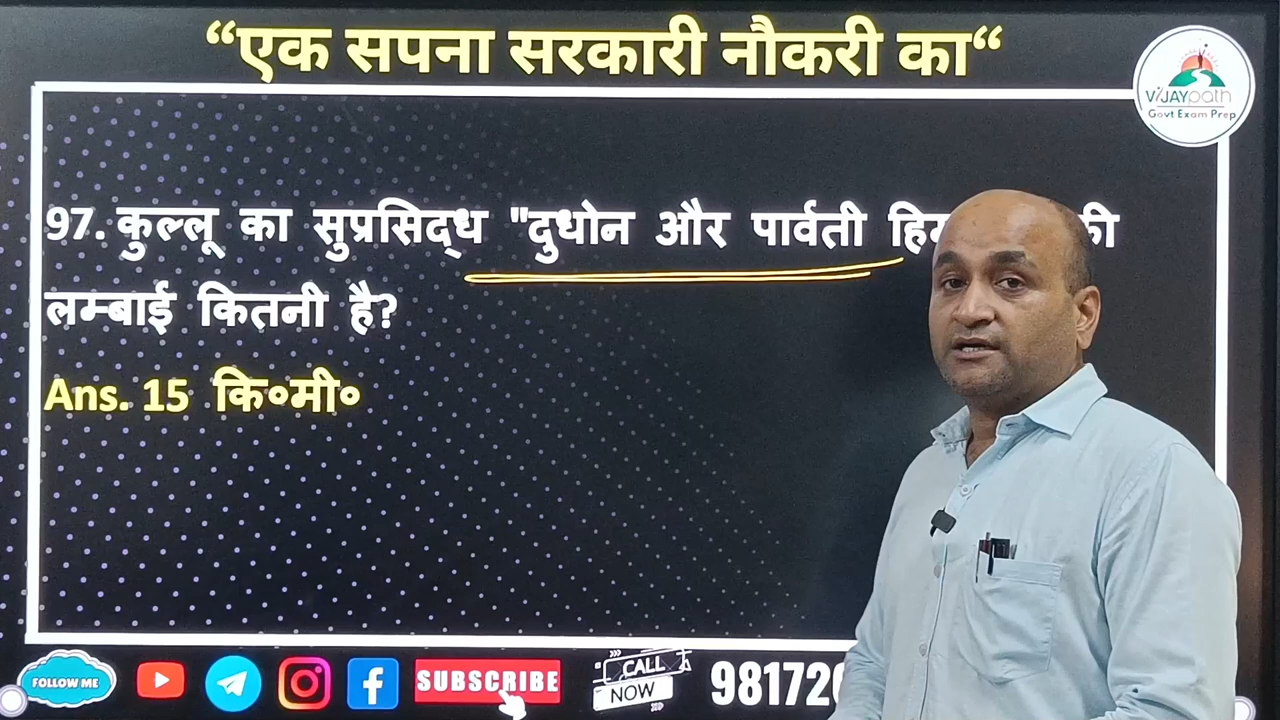 “एक सपना सरकारी नौकरी का“
VIJAYpath
Govt Exam Prep
97. कुल्लू का सुप्रसिद्ध "दुधोन और पार्वती
लम्बाई कितनी है?
Ans. 15 कि०मी०
FOLLOW ME
SUBSCRIBE
CALL
NOW